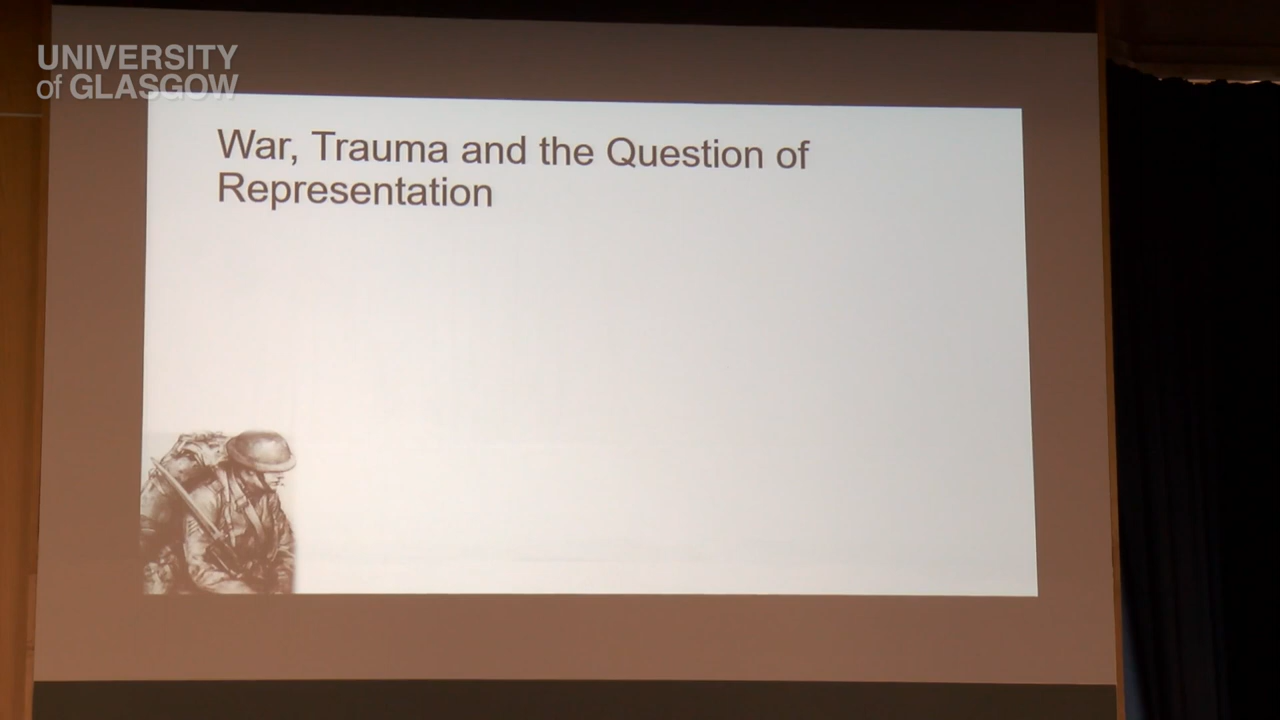 UNIVERSITY
of GLASGOW
War, Trauma and the Question of
Representation